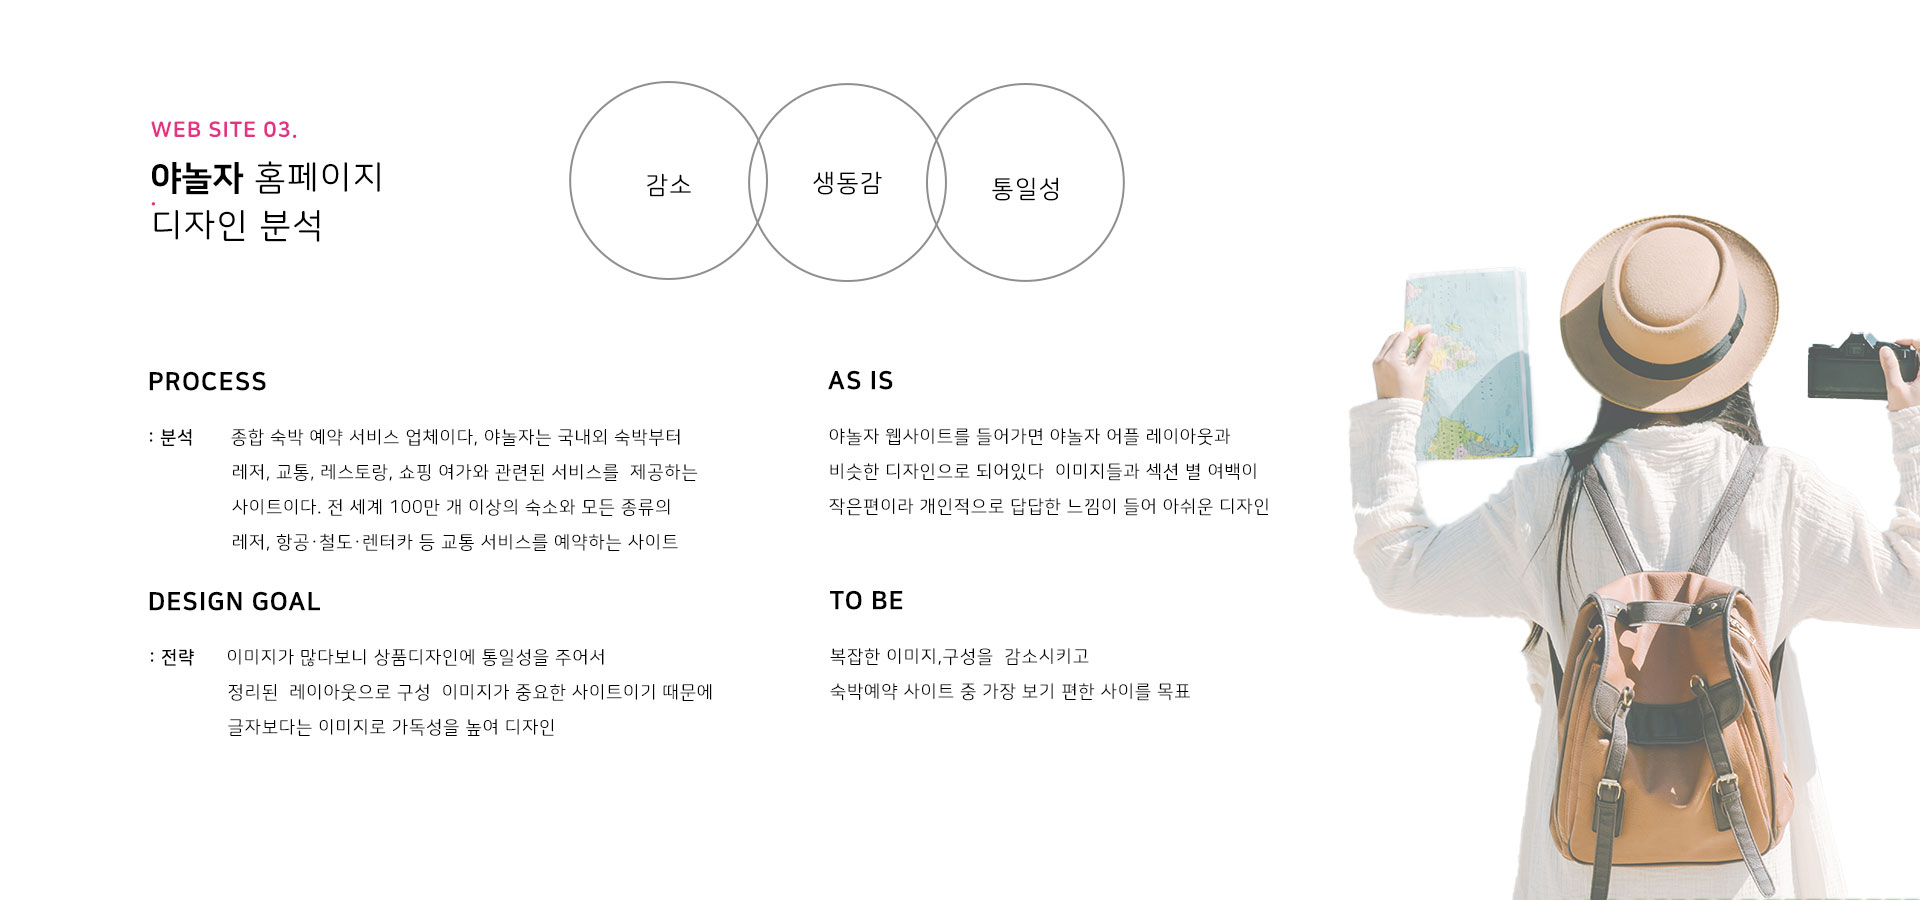 WEB SITE 03.
야놀자 홈페이지
디자인 분석
감소
생동감
통일성
PROCESS
: 분석 종합 숙박 예약 서비스 업체이다, 야놀자는 국내외 숙박부터
레저, 교통, 레스토랑, 쇼핑 여가와 관련된 서비스를 제공하는
사이트이다. 전 세계 100만 개 이상의 숙소와 모든 종류의
레저, 항공·철도·렌터카 등 교통 서비스를 예약하는 사이트
AS IS
야놀자 웹사이트를 들어가면 야놀자 어플 레이아웃과
비슷한 디자인으로 되어있다 이미지들과 섹션 별 여백이
작은편이라 개인적으로 답답한 느낌이 들어 아쉬운 디자인
DESIGN GOAL
: 전략 이미지가 많다보니 상품디자인에 통일성을 주어서
정리된 레이아웃으로 구성 이미지가 중요한 사이트이기 때문에
글자보다는 이미지로 가독성을 높여 디자인
TO BE
복잡한 이미지,구성을 감소시키고
숙박예약 사이트 중 가장 보기 편한 사이를 목표